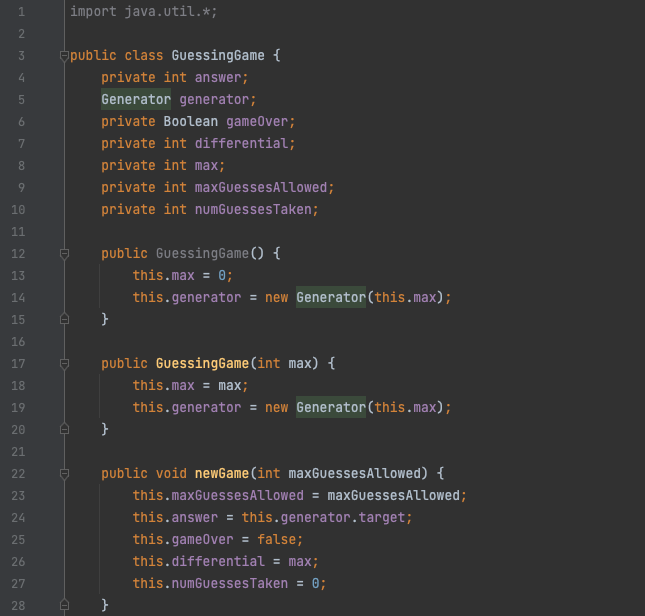 1 import java.util.*;
2
3 public class GuessingGame {
4     private int answer;
5     Generator generator;
6     private Boolean gameOver;
7     private int differential;
8     private int max;
9     private int maxGuessesAllowed;
10     private int numGuessesTaken;
11
12     public GuessingGame() {
13         this.max = 0;
14         this.generator = new Generator(this.max);
15     }
16
17     public GuessingGame(int max) {
18         this.max = max;
19         this.generator = new Generator(this.max);
20     }
21
22     public void newGame(int maxGuessesAllowed) {
23         this.maxGuessesAllowed = maxGuessesAllowed;
24         this.answer = this.generator.target;
25         this.gameOver = false;
26         this.differential = max;
27         this.numGuessesTaken = 0;
28     }